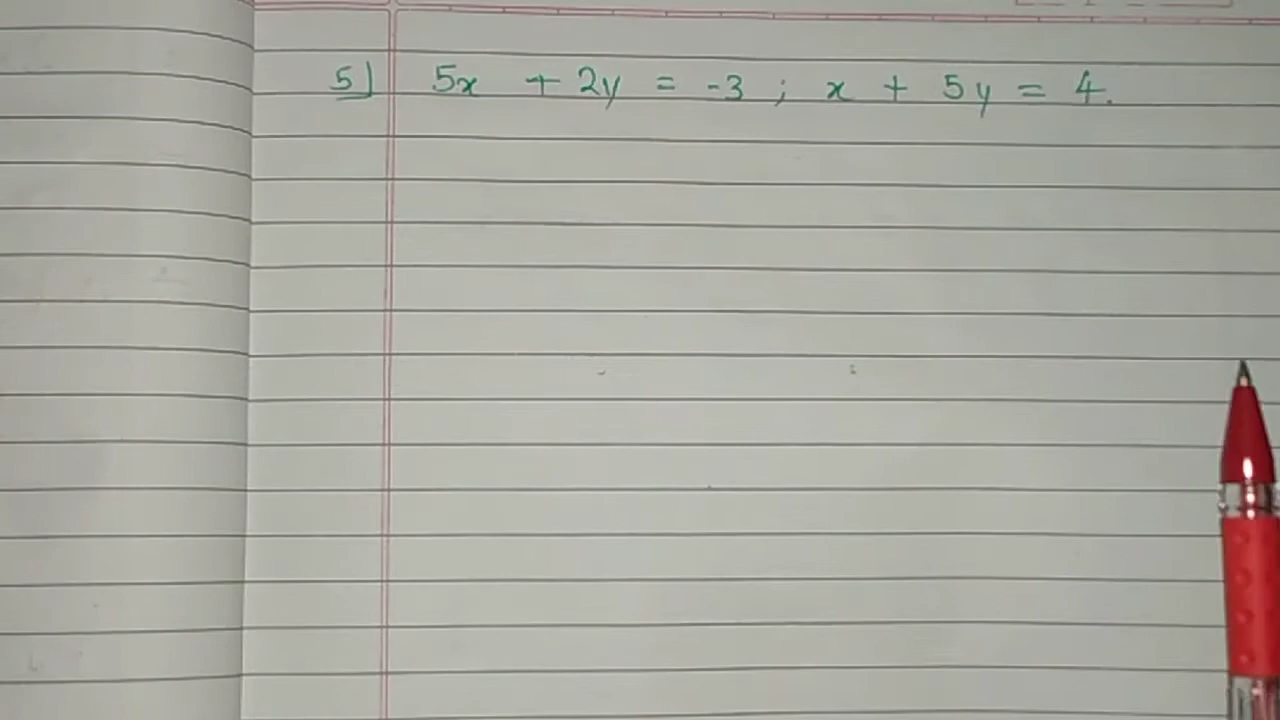 5) 5x + 2y = -3 ; x + 5y = 4.